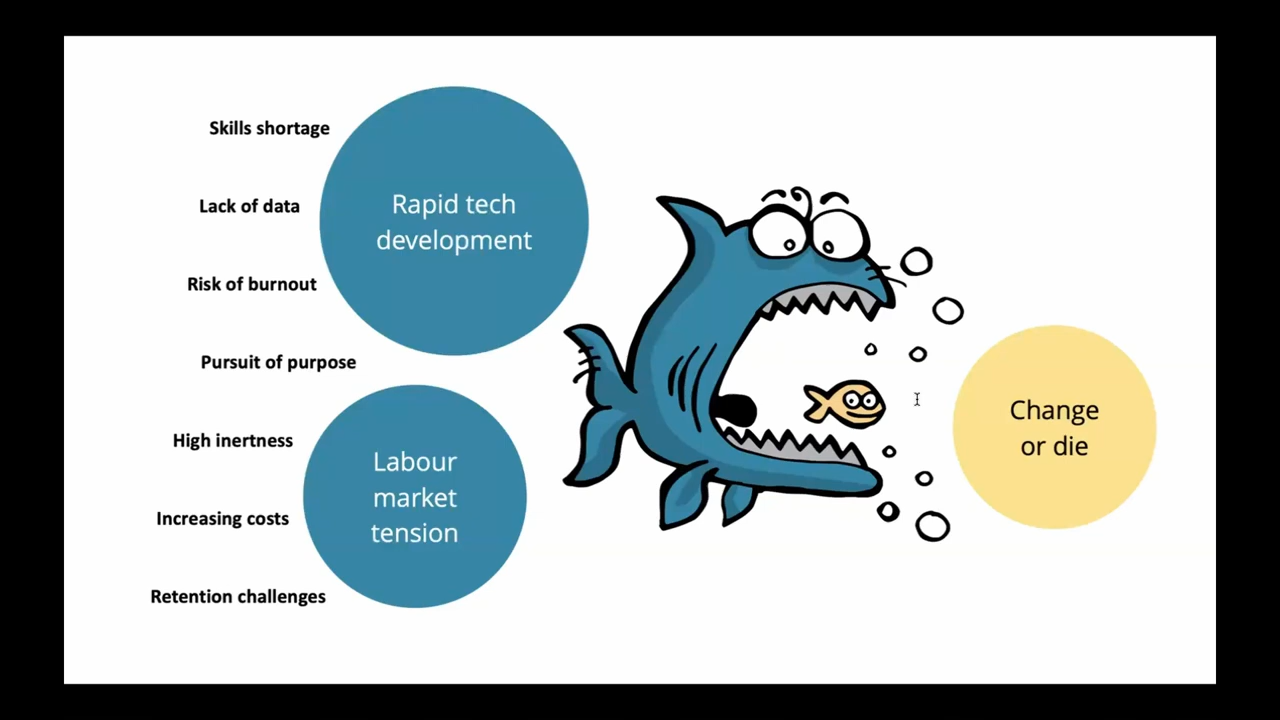 Skills shortage
Lack of data
Risk of burnout
Pursuit of purpose
High inertness
Increasing costs
Retention challenges
Rapid tech
development
Labour
market
tension
Change
or die